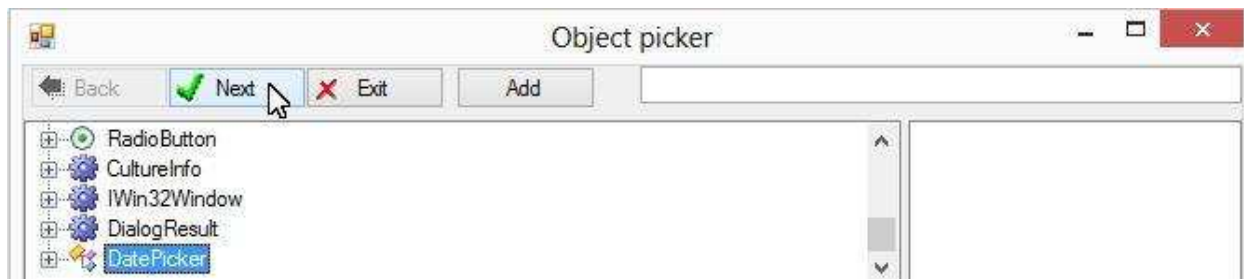 Object picker
Back Next Exit Add
RadioButton
CultureInfo
IWin32Window
DialogResult
DatePicker